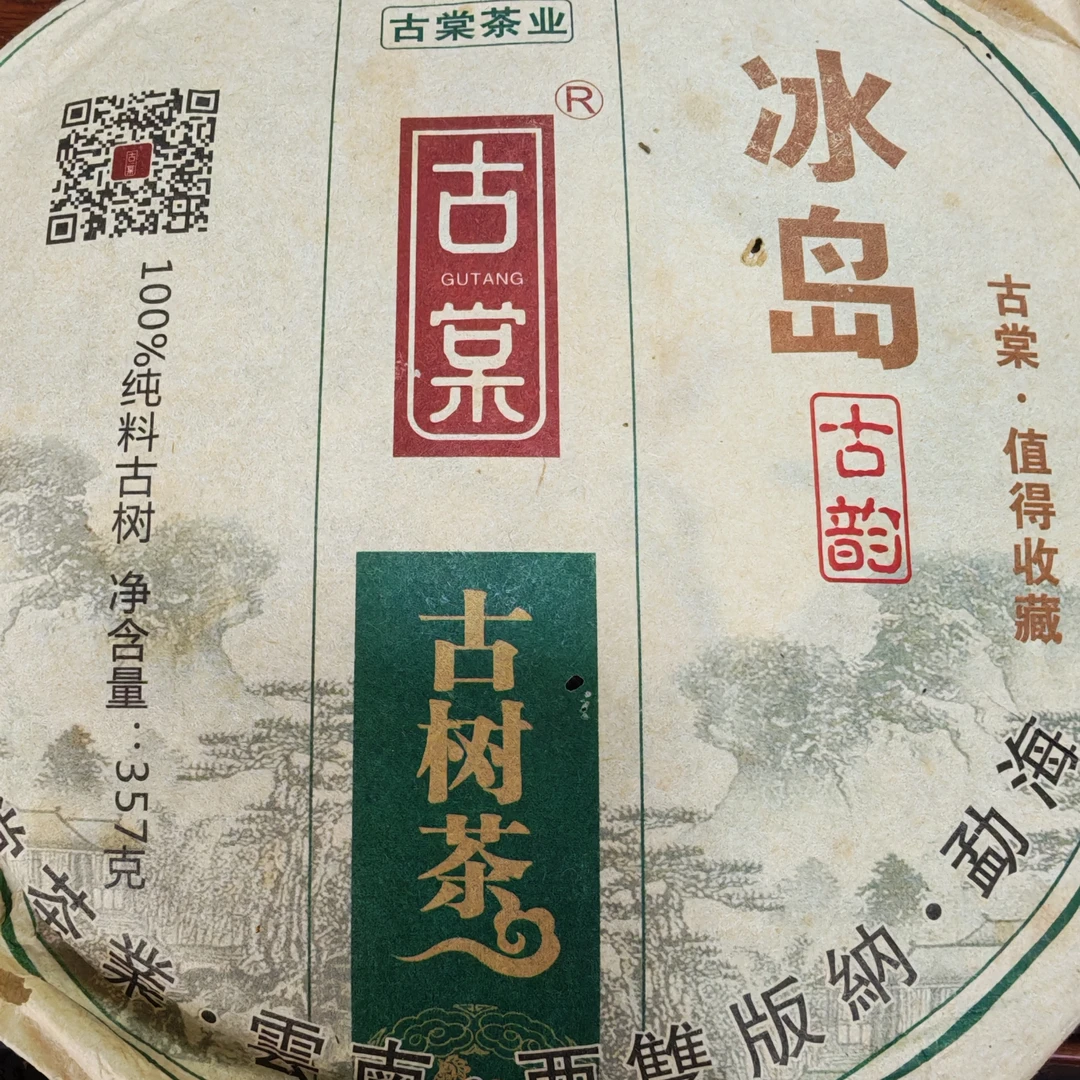 古棠茶业
®
古棠
GUTANG
古树茶
冰岛
古韵
古棠·值得收藏
100%纯料古树 净含量:357克
棠茶業·雲南·西雙版納·勐海